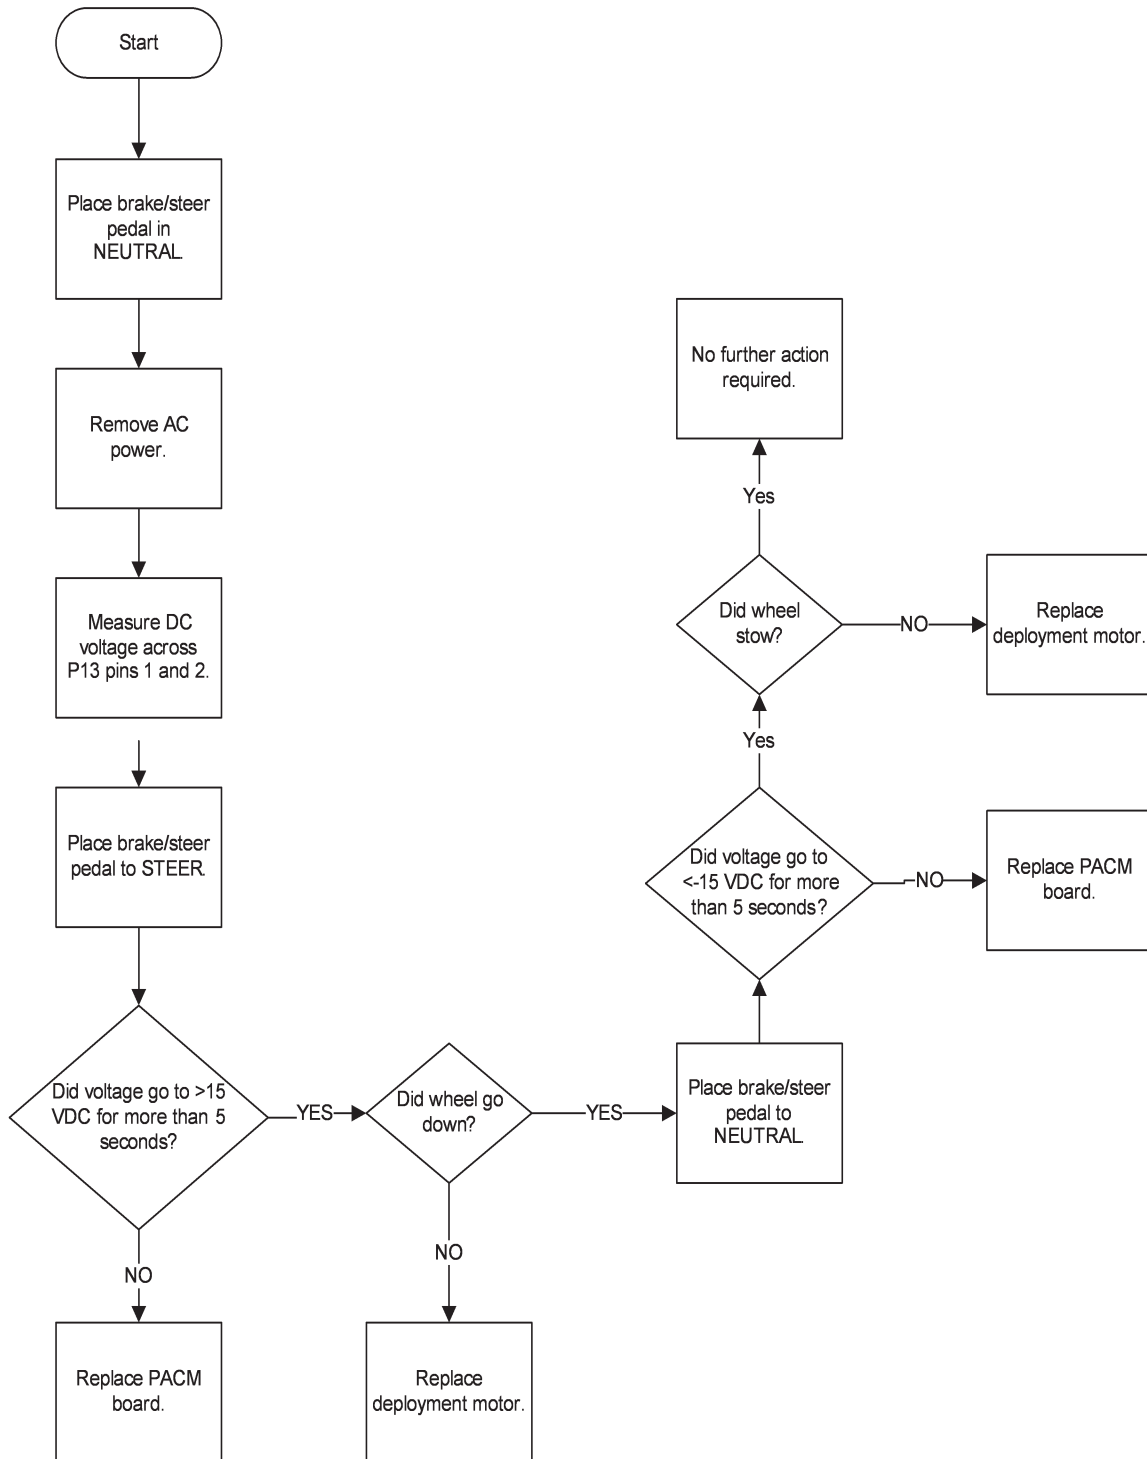 Start
Place brake/steer
pedal in
NEUTRAL.
Remove AC
power.
Measure DC
voltage across
P13 pins 1 and 2.
Place brake/steer
pedal to STEER.
Did voltage go to >15
VDC for more than 5
seconds?
NO
Replace PACM
board.
YES
Did wheel go
down?
NO
Replace
deployment motor.
YES
Place brake/steer
pedal to
NEUTRAL.
Did voltage go to
<-15 VDC for more
than 5 seconds?
NO
Replace PACM
board.
Yes
Did wheel
stow?
NO
Replace
deployment motor.
Yes
No further action
required.